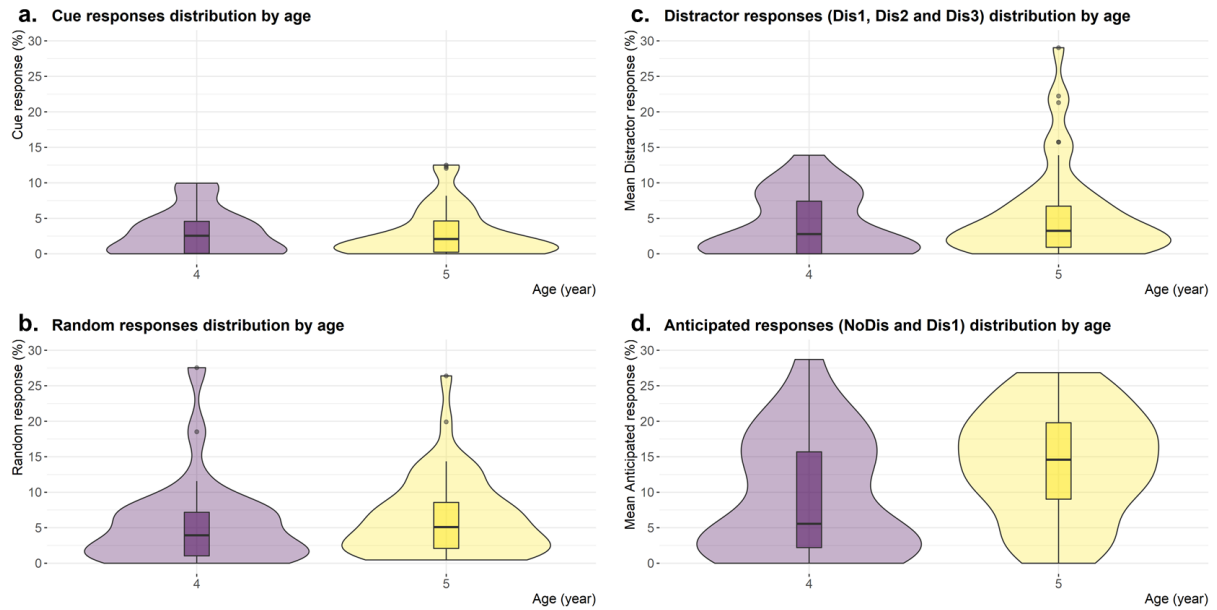 a. Cue responses distribution by age
Cue response (%)
30
25
20
15
10
5
0
4 5
Age (year)
b. Random responses distribution by age
Random response (%)
30
25
20
15
10
5
0
4 5
Age (year)
c. Distractor responses (Dis1, Dis2 and Dis3) distribution by age
Mean Distractor response (%)
30
25
20
15
10
5
0
4 5
Age (year)
d. Anticipated responses (NoDis and Dis1) distribution by age
Mean Anticipated response (%)
30
25
20
15
10
5
0
4 5
Age (year)